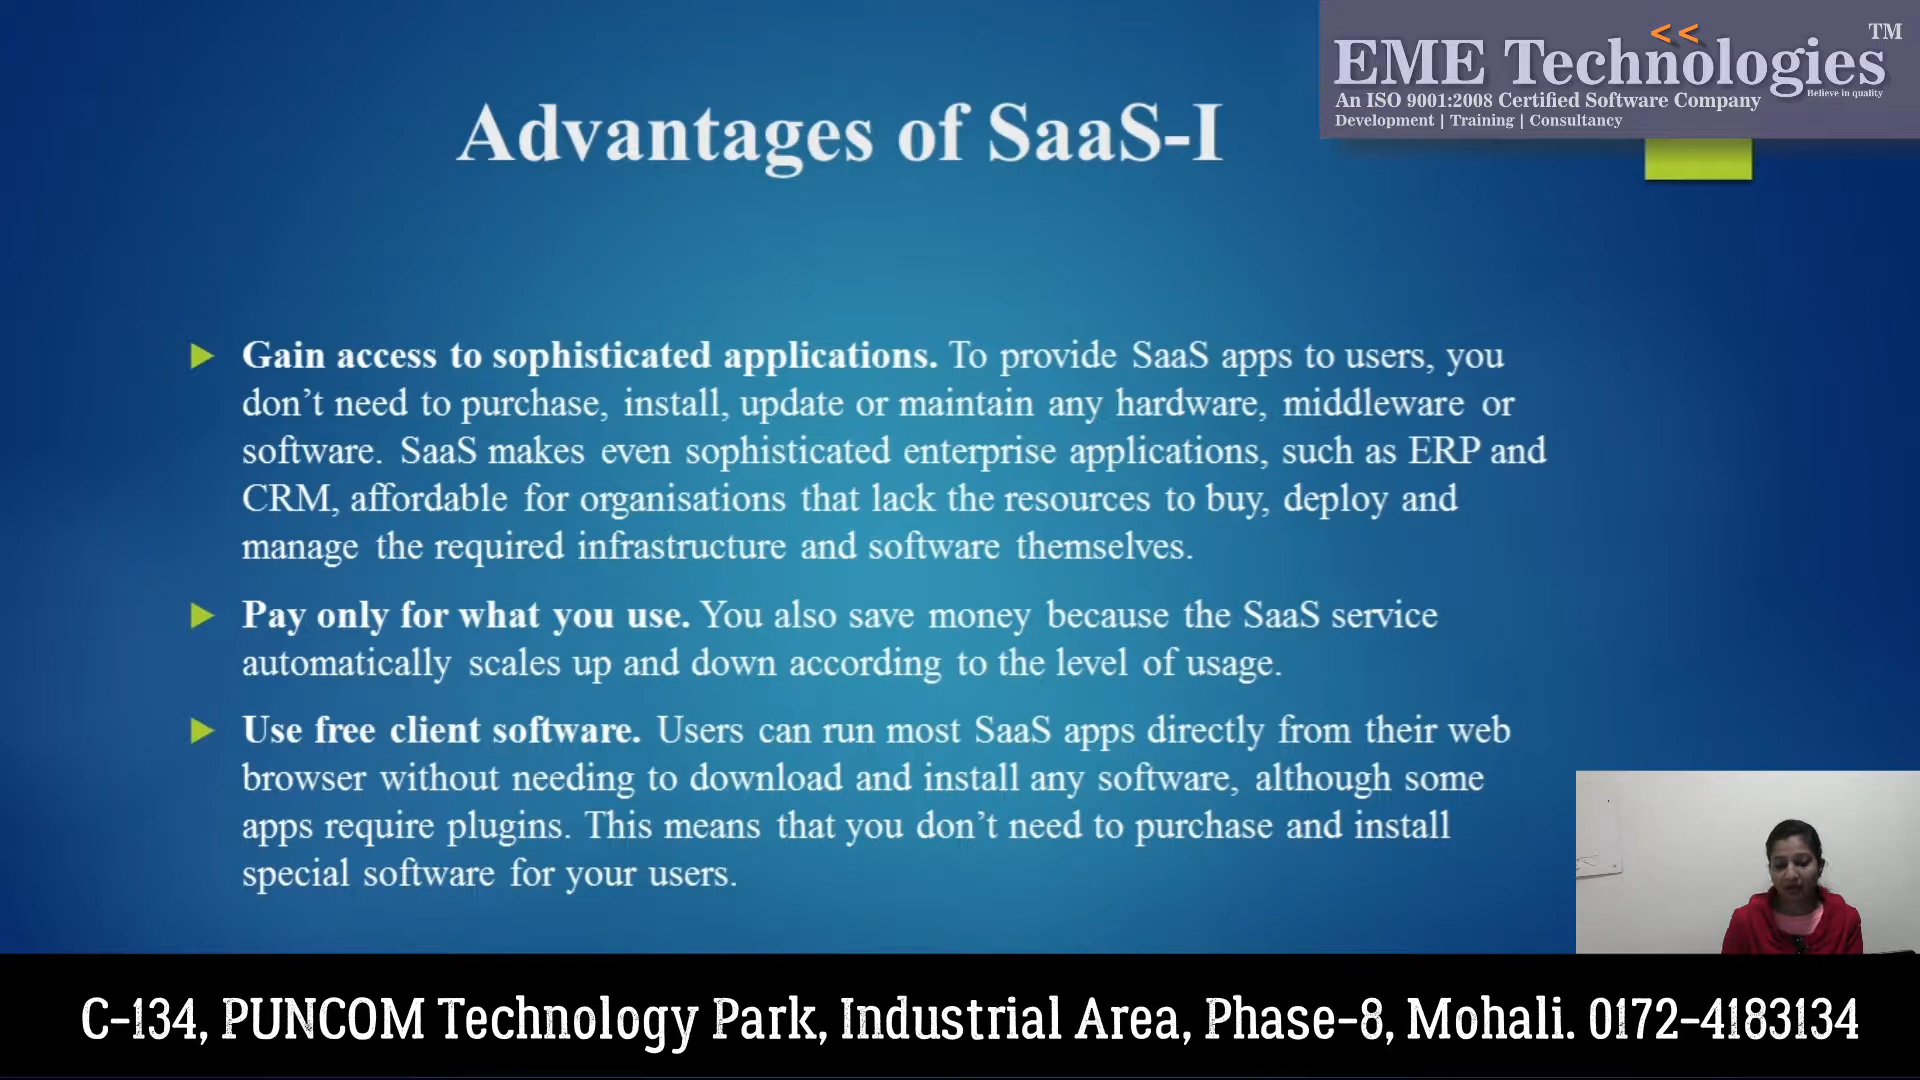 <<
EME Technologies TM
Believe in quality
An ISO 9001:2008 Certified Software Company
Development | Training | Consultancy
Advantages of SaaS-I
Gain access to sophisticated applications. To provide SaaS apps to users, you
don’t need to purchase, install, update or maintain any hardware, middleware or
software. SaaS makes even sophisticated enterprise applications, such as ERP and
CRM, affordable for organisations that lack the resources to buy, deploy and
manage the required infrastructure and software themselves.
Pay only for what you use. You also save money because the SaaS service
automatically scales up and down according to the level of usage.
Use free client software. Users can run most SaaS apps directly from their web
browser without needing to download and install any software, although some
apps require plugins. This means that you don’t need to purchase and install
special software for your users.
C-134, PUNCOM Technology Park, Industrial Area, Phase-8, Mohali. 0172-4183134